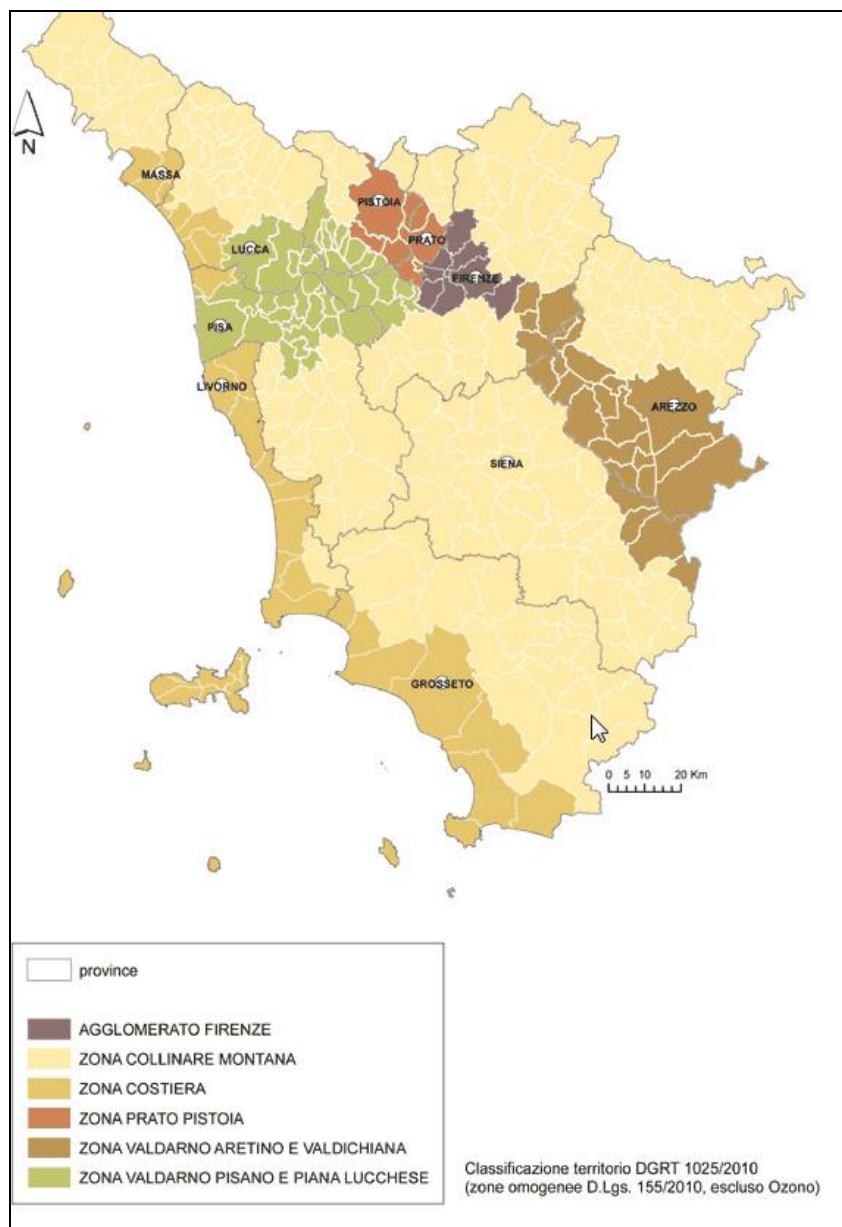 N
MASSA
PISTOIA
PRATO
LUCCA
FIRENZE
PISA
LIVORNO
AREZZO
SIENA
GROSSETO
0 5 10 20 Km
province
AGGLOMERATO FIRENZE
ZONA COLLINARE MONTANA
ZONA COSTIERA
ZONA PRATO PISTOIA
ZONA VALDARNO ARETINO E VALDICHIANA
ZONA VALDARNO PISANO E PIANA LUCCHESE
Classificazione territorio DGRT 1025/2010
(zone omogenee D.Lgs. 155/2010, escluso Ozono)